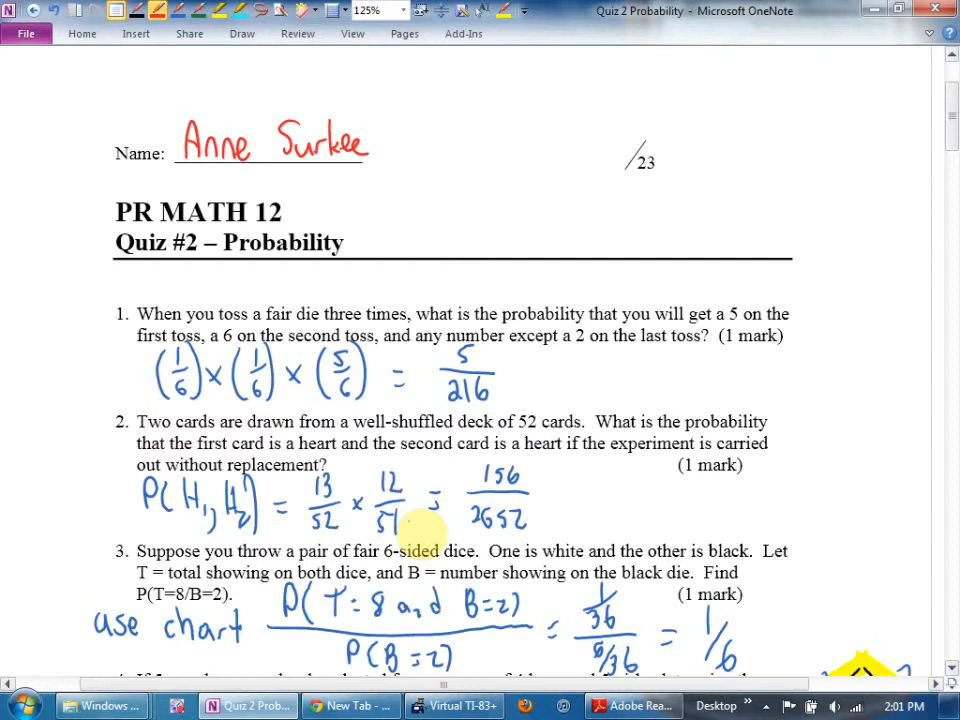 125%
Quiz 2 Probability - Microsoft OneNote
File Home Insert Share Draw Review View Pages Add-Ins
Name: Anne Surkee
/23
PR MATH 12
Quiz #2 – Probability
1. When you toss a fair die three times, what is the probability that you will get a 5 on the
first toss, a 6 on the second toss, and any number except a 2 on the last toss? (1 mark)
(1/6) × (1/6) × (5/6) = 5/216
2. Two cards are drawn from a well-shuffled deck of 52 cards. What is the probability
that the first card is a heart and the second card is a heart if the experiment is carried
out without replacement? (1 mark)
P(H1, H2) = 13/52 × 12/51 = 156/2652
3. Suppose you throw a pair of fair 6-sided dice. One is white and the other is black. Let
T = total showing on both dice, and B = number showing on the black die. Find
P(T=8/B=2). (1 mark)
use chart P(T=8 and B=2) / P(B=2) = 1/36 / 6/36 = 1/6
Windows ...
Quiz 2 Prob...
New Tab - ...
Virtual TI-83+
Adobe Rea...
Desktop
2:01 PM